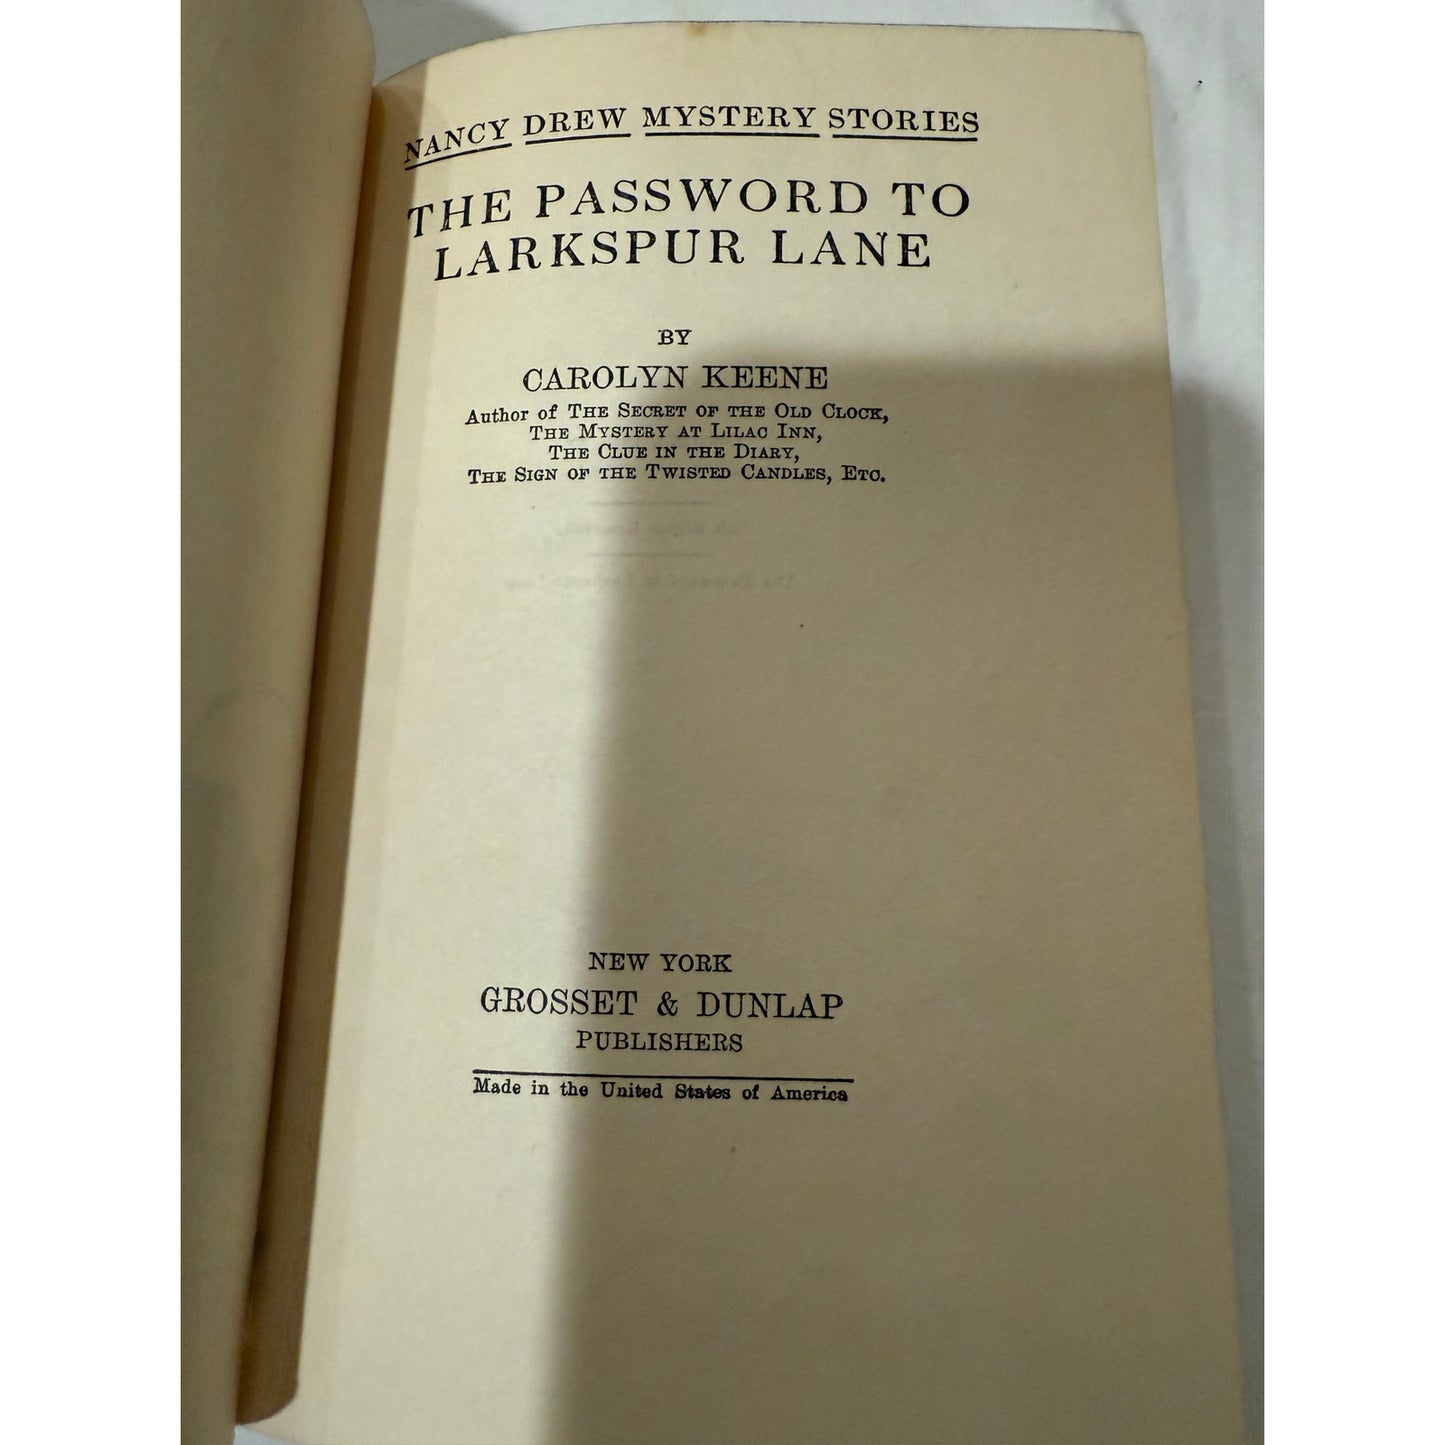 NANCY DREW MYSTERY STORIES
THE PASSWORD TO
LARKSPUR LANE
BY
CAROLYN KEENE
Author of THE SECRET OF THE OLD CLOCK,
THE MYSTERY AT LILAC INN,
THE CLUE IN THE DIARY,
THE SIGN OF THE TWISTED CANDLES, ETC.
NEW YORK
GROSSET & DUNLAP
PUBLISHERS
Made in the United States of America